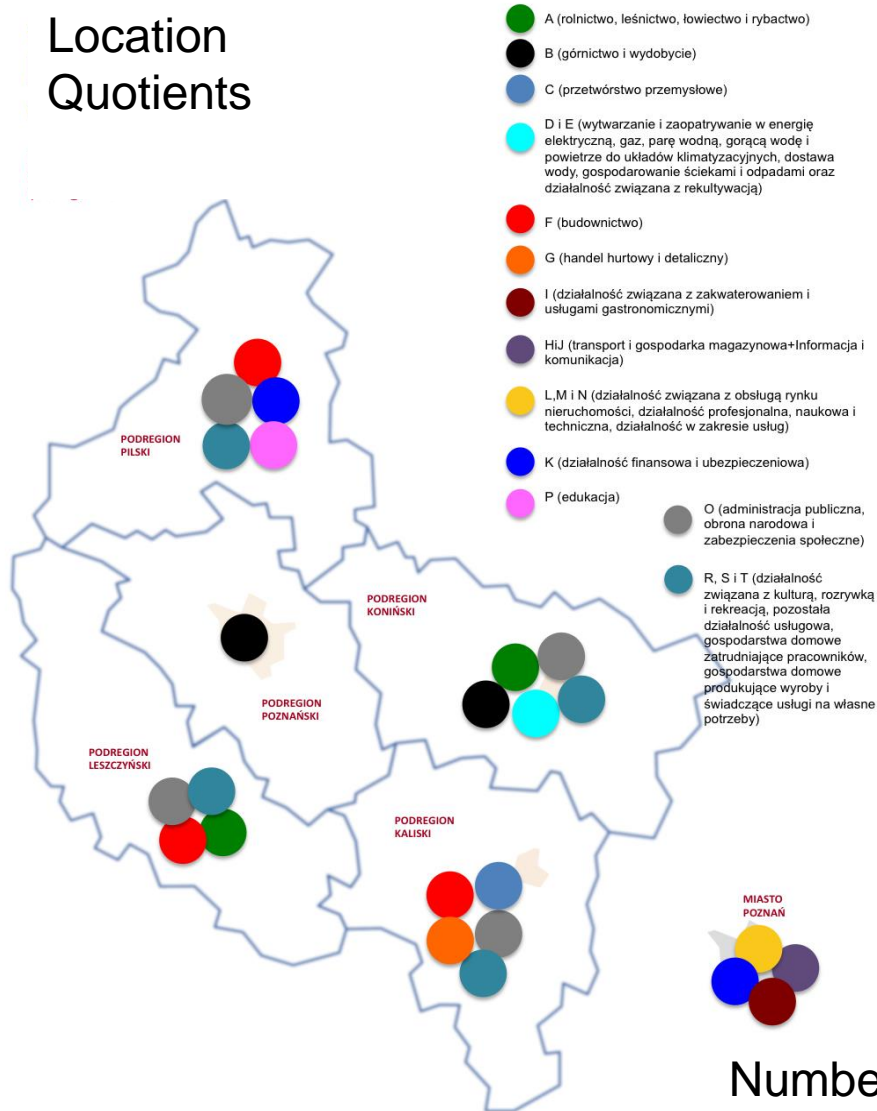 Location
Quotients
A (rolnictwo, leśnictwo, łowiectwo i rybactwo)
B (górnictwo i wydobycie)
C (przetwórstwo przemysłowe)
D i E (wytwarzanie i zaopatrywanie w energię
elektryczną, gaz, parę wodną, gorącą wodę i
powietrze do układów klimatyzacyjnych, dostawa
wody, gospodarowanie ściekami i odpadami oraz
działalność związana z rekultywacją)
F (budownictwo)
G (handel hurtowy i detaliczny)
I (działalność związana z zakwaterowaniem i
usługami gastronomicznymi)
HiJ (transport i gospodarka magazynowa+Informacja i
komunikacja)
L,M i N (działalność związana z obsługą rynku
nieruchomości, działalność profesjonalna, naukowa i
techniczna, działalność w zakresie usług)
K (działalność finansowa i ubezpieczeniowa)
P (edukacja)
O (administracja publiczna,
obrona narodowa i
zabezpieczenia społeczne)
R, S i T (działalność
związana z kulturą, rozrywką
i rekreacją, pozostała
działalność usługowa,
gospodarstwa domowe
zatrudniające pracowników,
gospodarstwa domowe
produkujące wyroby i
świadczące usługi na własne
potrzeby)
PODREGION
PILSKI
PODREGION
KONIŃSKI
PODREGION
POZNAŃSKI
PODREGION
LESZCZYŃSKI
PODREGION
KALISKI
MIASTO
POZNAŃ
Numbe